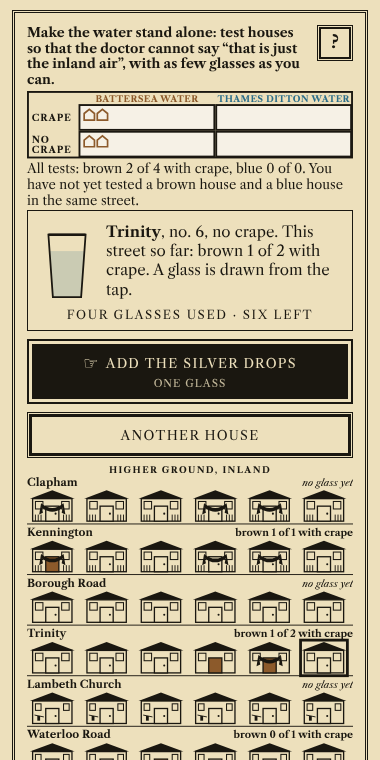 Make the water stand alone: test houses
so that the doctor cannot say “that is just
the inland air”, with as few glasses as you
can.
?
BATTERSEA WATER THAMES DITTON WATER
CRAPE
NO
CRAPE
All tests: brown 2 of 4 with crape, blue 0 of 0. You
have not yet tested a brown house and a blue house
in the same street.
Trinity, no. 6, no crape. This
street so far: brown 1 of 2 with
crape. A glass is drawn from the
tap.
FOUR GLASSES USED · SIX LEFT
☞ ADD THE SILVER DROPS
ONE GLASS
ANOTHER HOUSE
HIGHER GROUND, INLAND
Clapham no glass yet
Kennington brown 1 of 1 with crape
Borough Road no glass yet
Trinity brown 1 of 2 with crape
Lambeth Church no glass yet
Waterloo Road brown 0 of 1 with crape